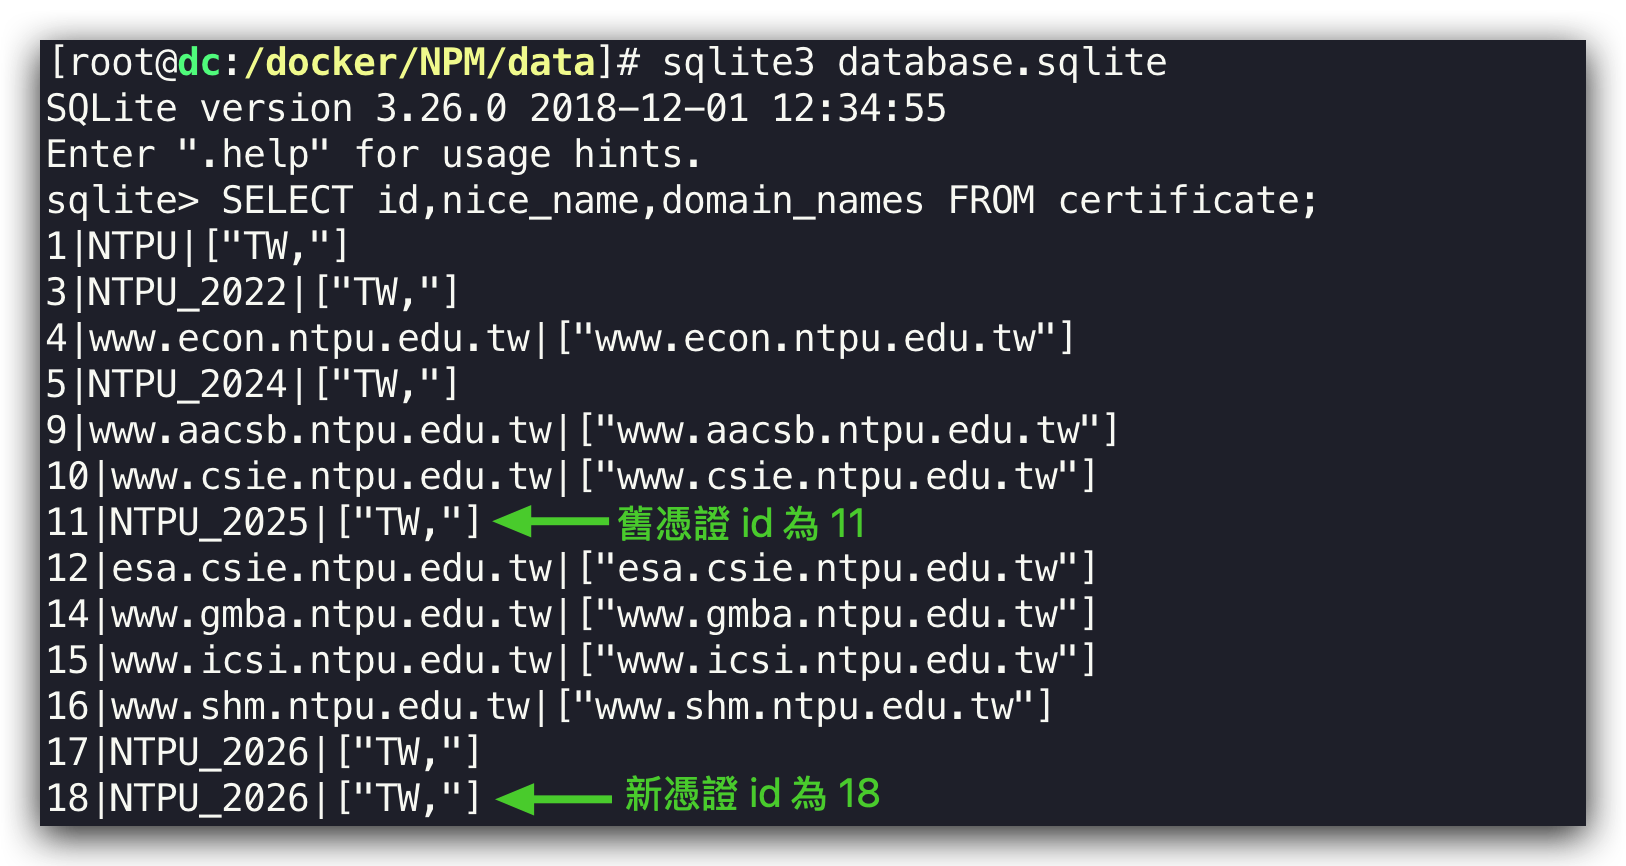 [root@dc:/docker/NPM/data]# sqlite3 database.sqlite
SQLite version 3.26.0 2018-12-01 12:34:55
Enter ".help" for usage hints.
sqlite> SELECT id,nice_name,domain_names FROM certificate;
1|NTPU|["TW,"]
3|NTPU_2022|["TW,"]
4|www.econ.ntpu.edu.tw|["www.econ.ntpu.edu.tw"]
5|NTPU_2024|["TW,"]
9|www.aacsb.ntpu.edu.tw|["www.aacsb.ntpu.edu.tw"]
10|www.csie.ntpu.edu.tw|["www.csie.ntpu.edu.tw"]
11|NTPU_2025|["TW,"] 舊憑證 id 為 11
12|esa.csie.ntpu.edu.tw|["esa.csie.ntpu.edu.tw"]
14|www.gmba.ntpu.edu.tw|["www.gmba.ntpu.edu.tw"]
15|www.icsi.ntpu.edu.tw|["www.icsi.ntpu.edu.tw"]
16|www.shm.ntpu.edu.tw|["www.shm.ntpu.edu.tw"]
17|NTPU_2026|["TW,"]
18|NTPU_2026|["TW,"] 新憑證 id 為 18